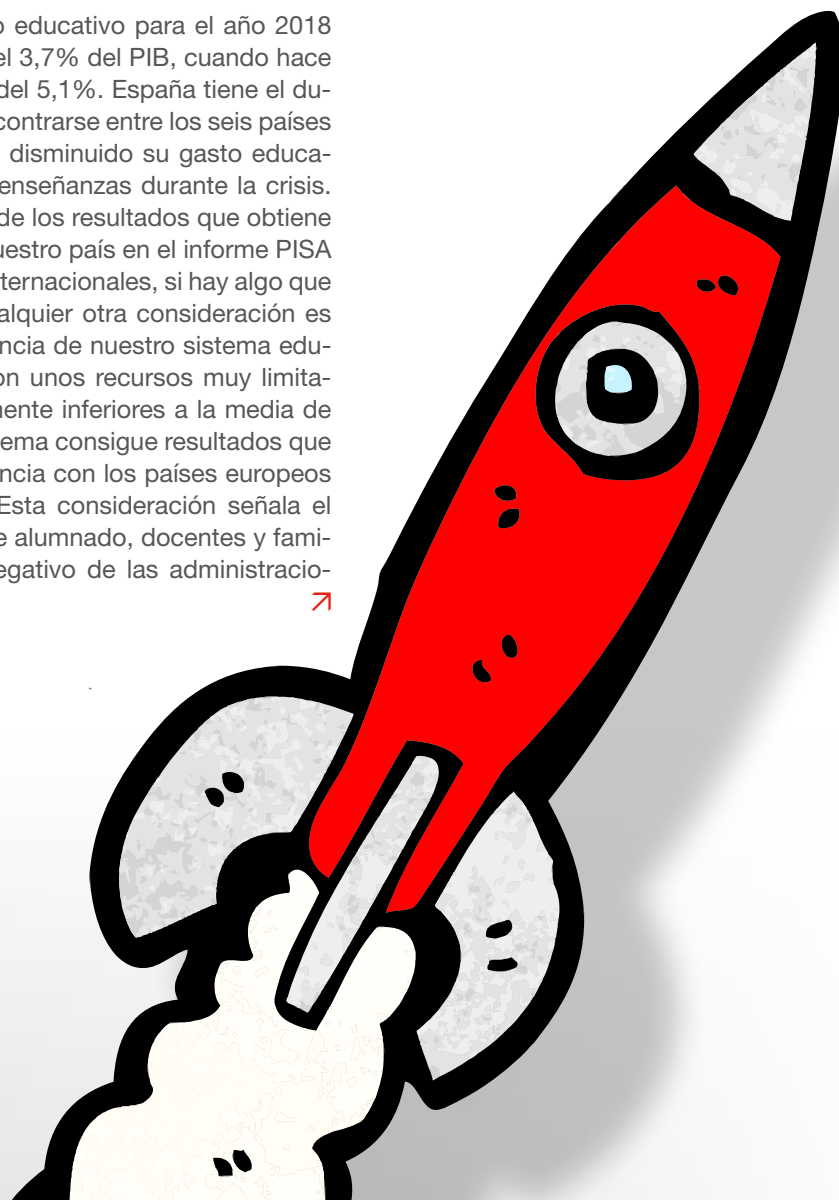 educativo para el año 2018
el 3,7% del PIB, cuando hace
del 5,1%. España tiene el du-
contrarse entre los seis países
disminuido su gasto educa-
enseñanzas durante la crisis.
de los resultados que obtiene
uestro país en el informe PISA
ternacionales, si hay algo que
alquier otra consideración es
ncia de nuestro sistema edu-
on unos recursos muy limita-
mente inferiores a la media de
ema consigue resultados que
ncia con los países europeos
Esta consideración señala el
e alumnado, docentes y fami-
egativo de las administracio-